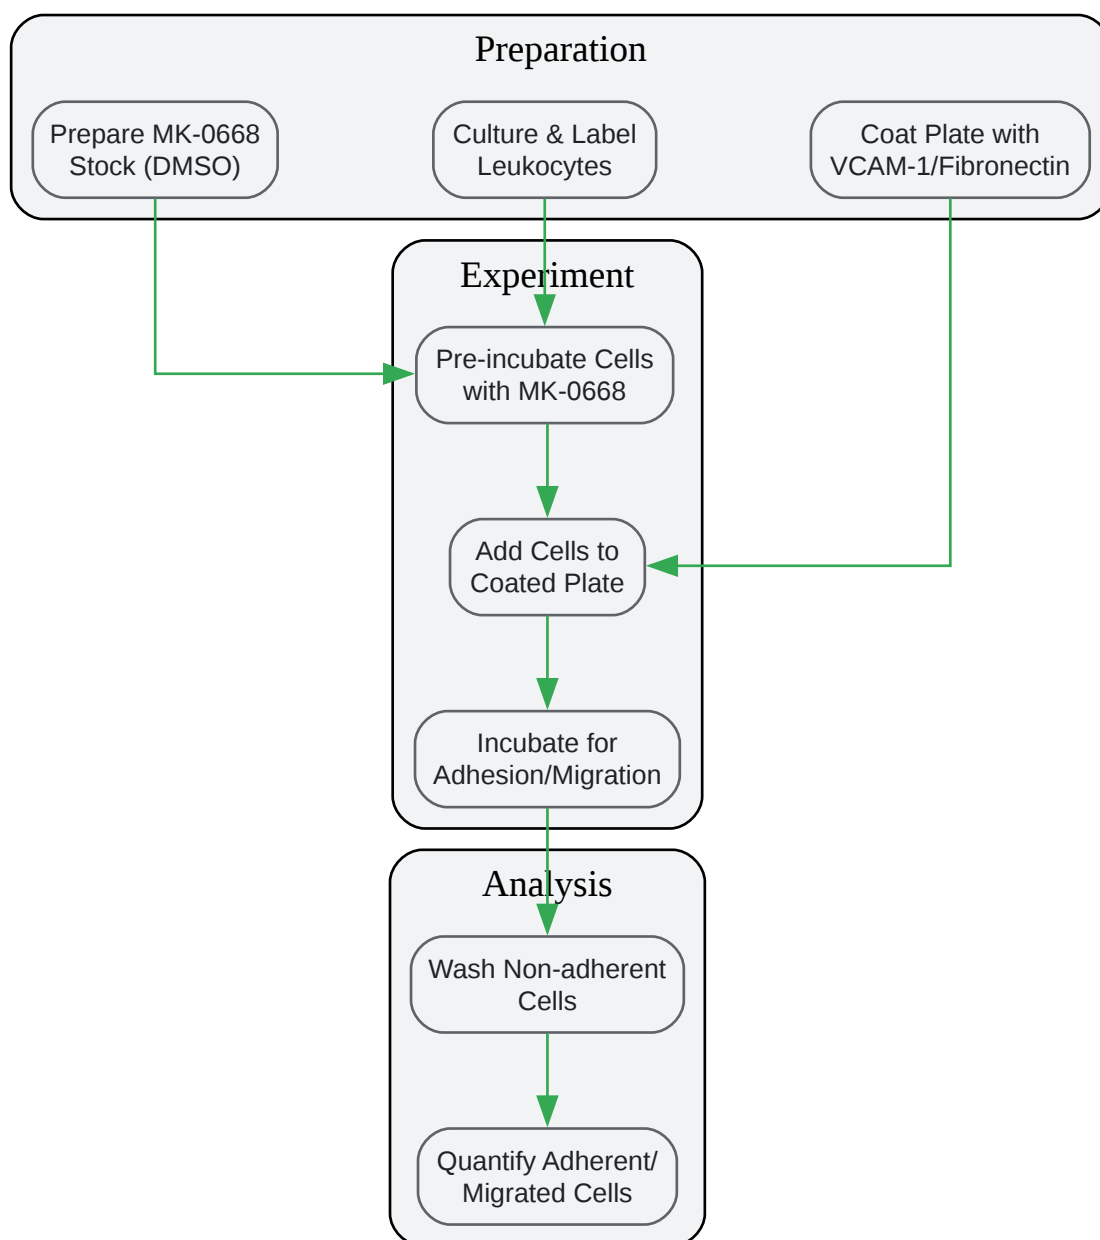 Preparation
Prepare MK-0668
Stock (DMSO)
Culture & Label
Leukocytes
Coat Plate with
VCAM-1/Fibronectin
Experiment
Pre-incubate Cells
with MK-0668
Add Cells to
Coated Plate
Incubate for
Adhesion/Migration
Analysis
Wash Non-adherent
Cells
Quantify Adherent/
Migrated Cells